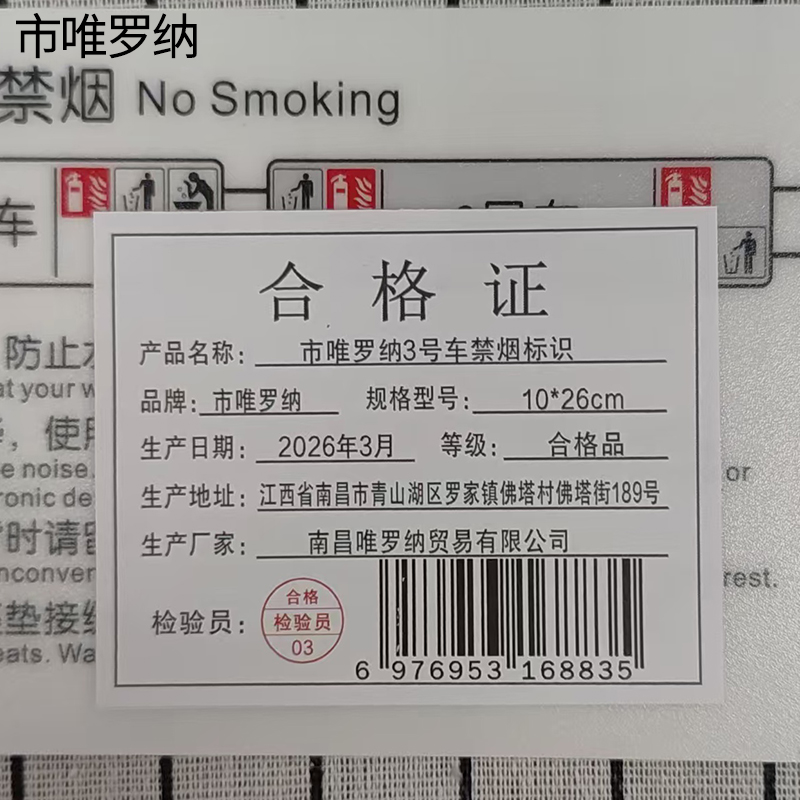 市唯罗纳
禁烟 No Smoking
车
合格证
产品名称：市唯罗纳3号车禁烟标识
品牌：市唯罗纳 规格型号：10*26cm
生产日期：2026年3月 等级：合格品
生产地址：江西省南昌市青山湖区罗家镇佛塔村佛塔街189号
生产厂家：南昌唯罗纳贸易有限公司
检验员：
合格
检验员
03
6 976953 168835
防止
at your
，使用
e noise.
or
ronic de
时请留
nconven
rest.
垫接
eats. Wa